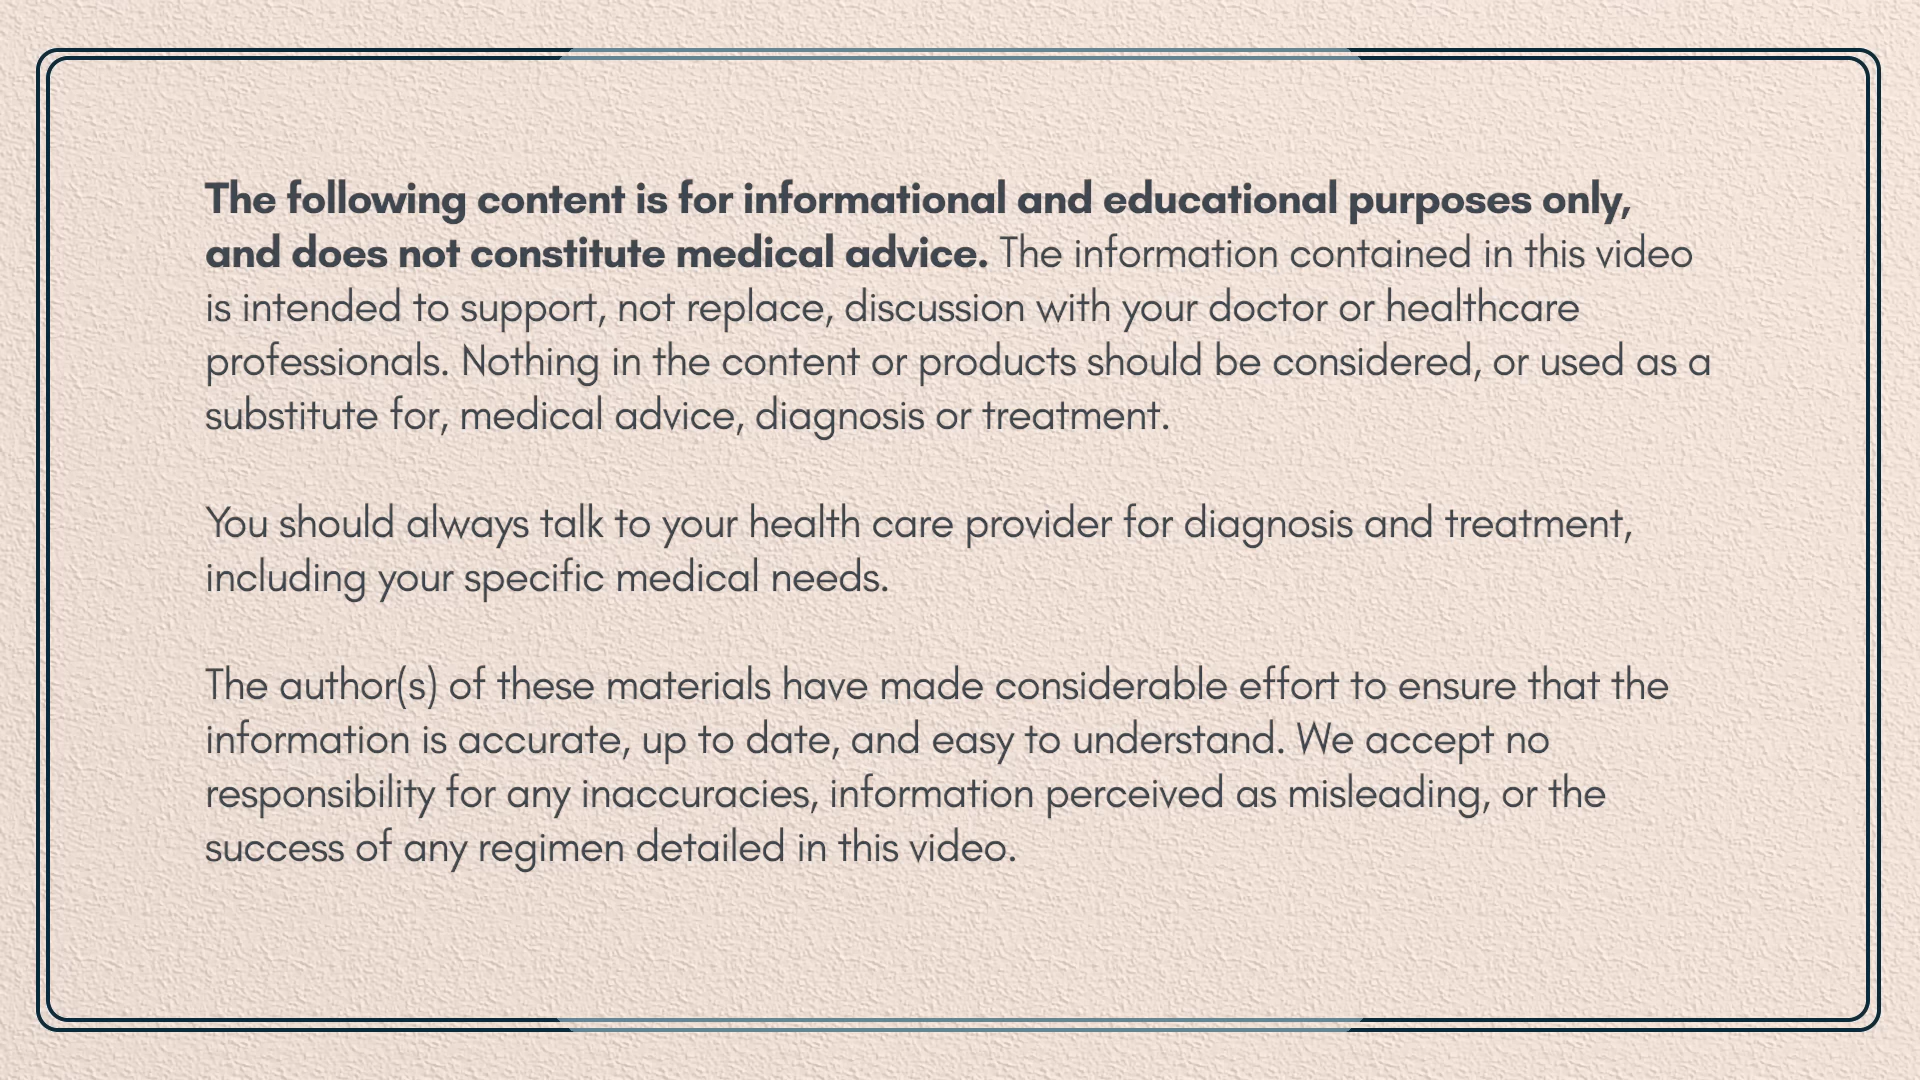 The following content is for informational and educational purposes only,
and does not constitute medical advice. The information contained in this video
is intended to support, not replace, discussion with your doctor or healthcare
professionals. Nothing in the content or products should be considered, or used as a
substitute for, medical advice, diagnosis or treatment.
You should always talk to your health care provider for diagnosis and treatment,
including your specific medical needs.
The author(s) of these materials have made considerable effort to ensure that the
information is accurate, up to date, and easy to understand. We accept no
responsibility for any inaccuracies, information perceived as misleading, or the
success of any regimen detailed in this video.